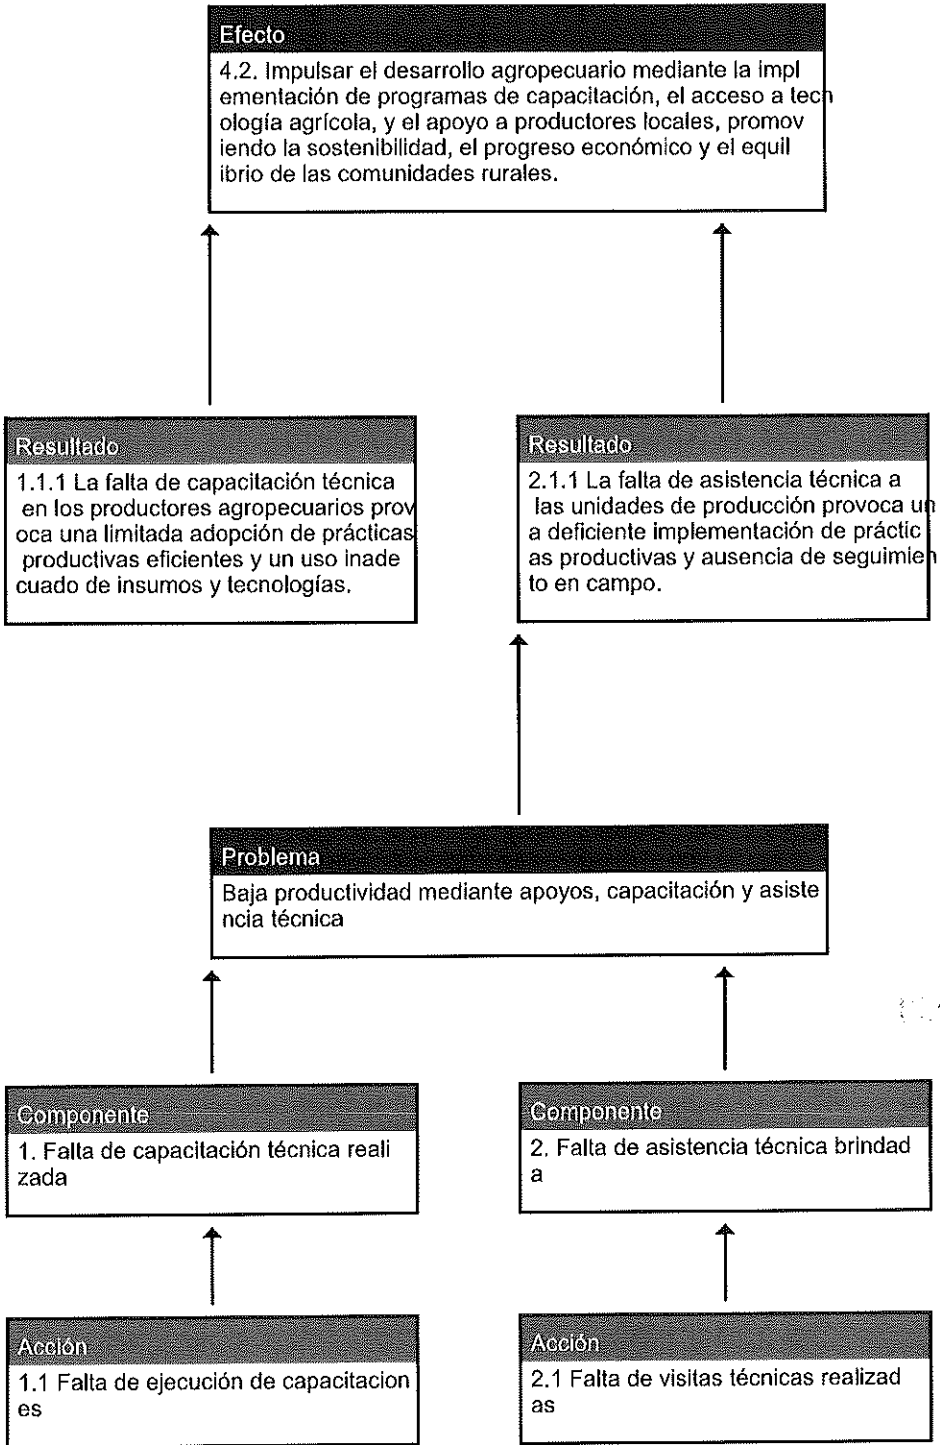 Efecto
4.2. Impulsar el desarrollo agropecuario mediante la impl
ementación de programas de capacitación, el acceso a tecn
ología agrícola, y el apoyo a productores locales, promov
iendo la sostenibilidad, el progreso económico y el equil
ibrio de las comunidades rurales.
Resultado
1.1.1 La falta de capacitación técnica
en los productores agropecuarios prov
oca una limitada adopción de prácticas
productivas eficientes y un uso inade
cuado de insumos y tecnologías.
Resultado
2.1.1 La falta de asistencia técnica a
las unidades de producción provoca un
a deficiente implementación de práctic
as productivas y ausencia de seguimien
to en campo.
Problema
Baja productividad mediante apoyos, capacitación y asiste
ncia técnica
Componente
1. Falta de capacitación técnica reali
zada
Componente
2. Falta de asistencia técnica brindad
a
Acción
1.1 Falta de ejecución de capacitacion
es
Acción
2.1 Falta de visitas técnicas realizad
as